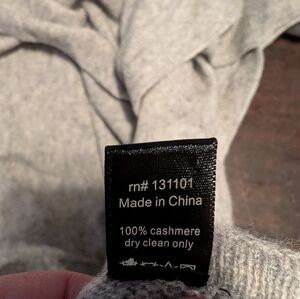 rn# 131101
Made in China
100% cashmere
dry clean only